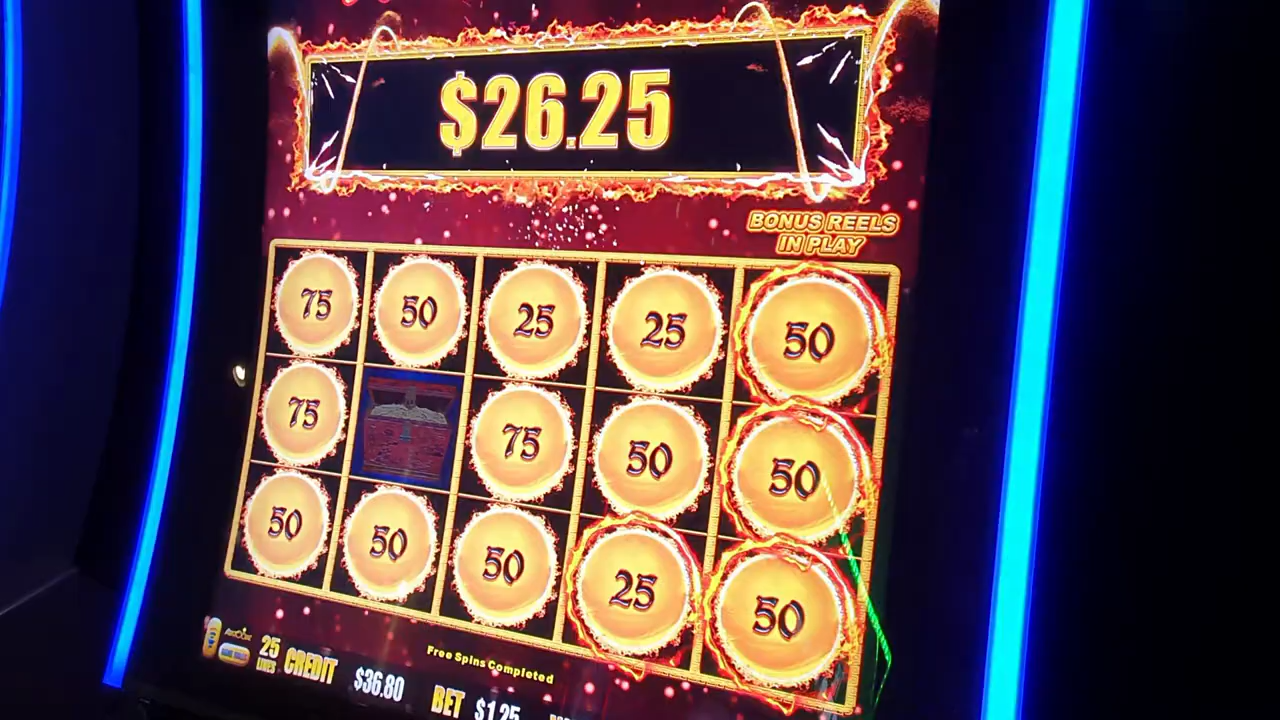 $26.25
BONUS REELS
IN PLAY
75 50 25 25 50
75 75 50 50
50 50 50 25 50
Free Spins Completed
25
LINES
CREDIT $36.80 BET $1.25